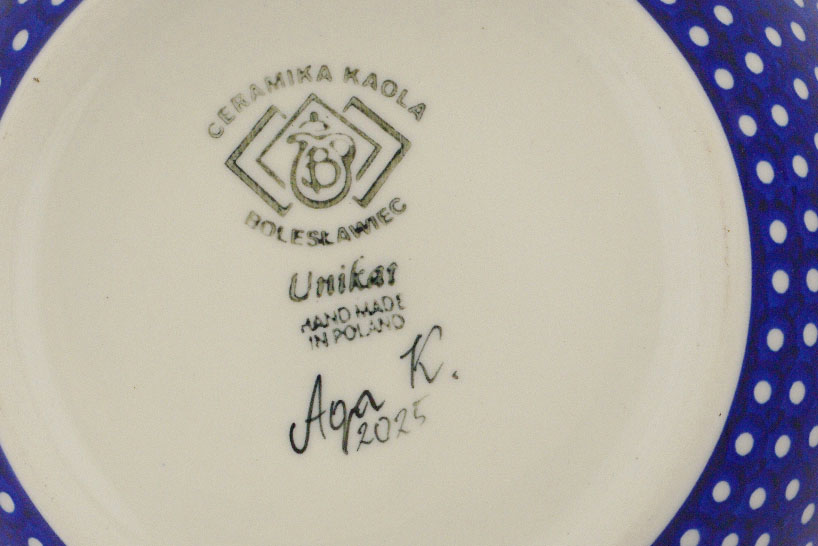 CERAMIKA KAOLA
B
BOLESŁAWIEC
Unikat
HAND MADE
IN POLAND
Aga K.
2025